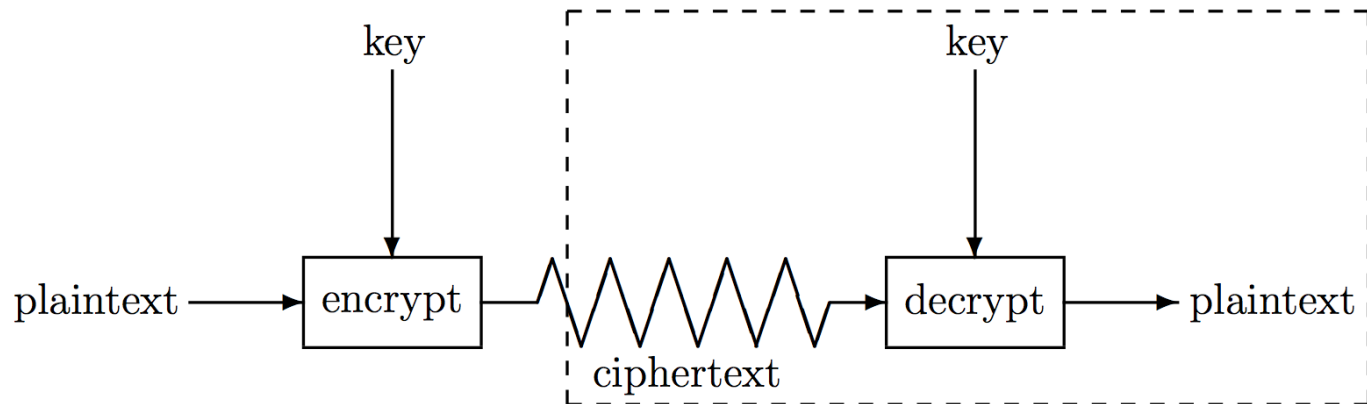 key
key
plaintext
encrypt
decrypt
plaintext
ciphertext